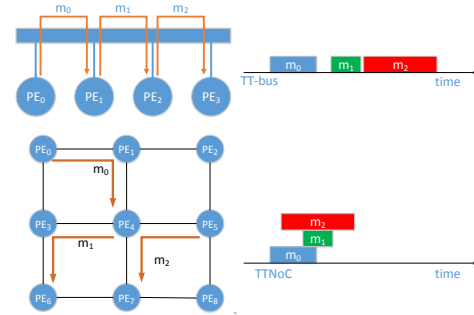 m0 m1 m2
PE0 PE1 PE2 PE3
m0 m1 m2
TT-bus time
PE0 PE1 PE2
m0
PE3 PE4 PE5
m1 m2
PE6 PE7 PE8
m2
m1
m0
TTNoC time